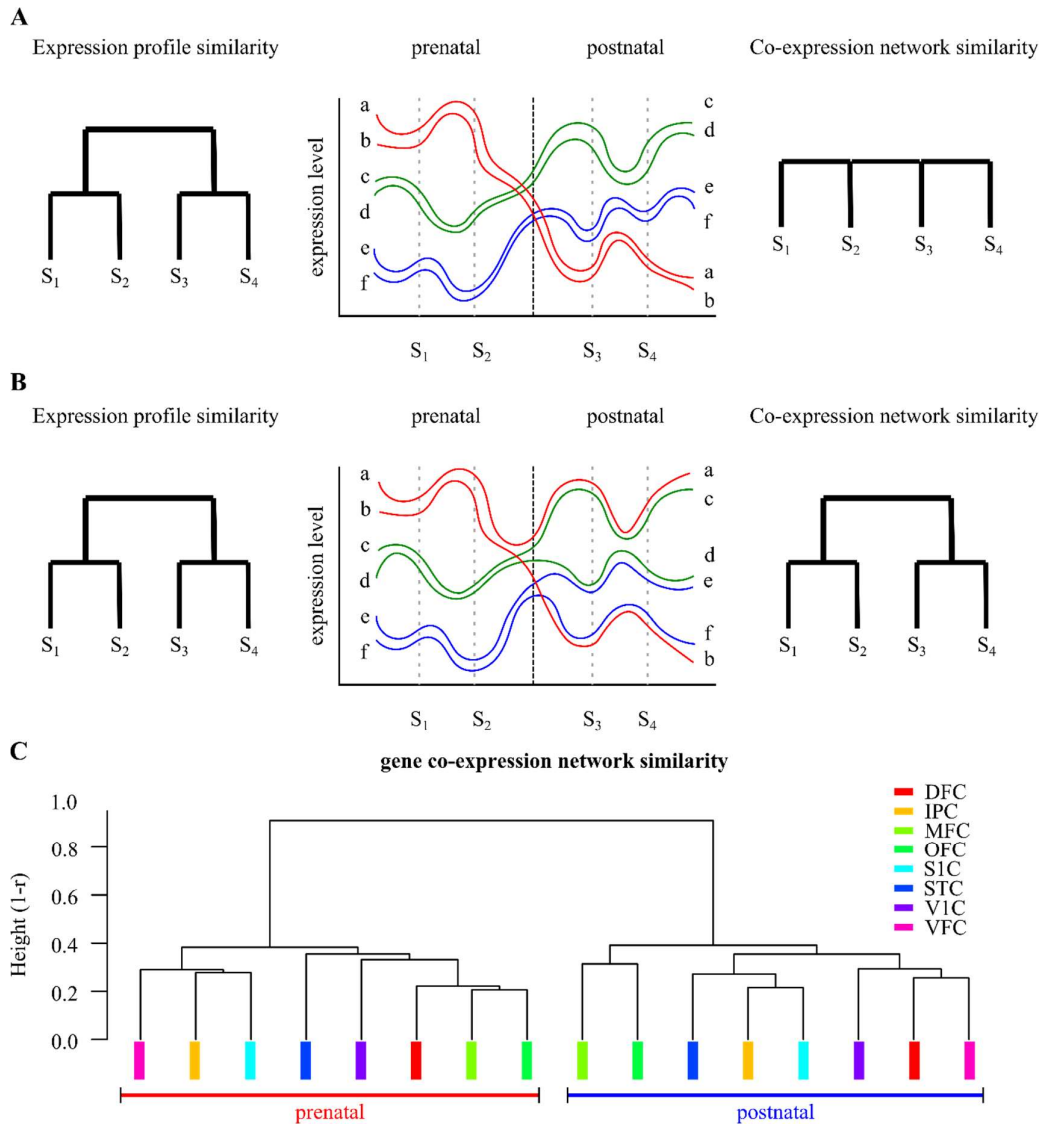 A
Expression profile similarity
prenatal
postnatal
Co-expression network similarity
S1 S2 S3 S4
expression level
a
b
c
d
e
f
c
d
e
f
a
b
S1 S2 S3 S4
S1 S2 S3 S4
B
Expression profile similarity
prenatal
postnatal
Co-expression network similarity
S1 S2 S3 S4
expression level
a
b
c
d
e
f
a
c
d
e
f
b
S1 S2 S3 S4
S1 S2 S3 S4
C
gene co-expression network similarity
Height (1-r)
1.0
0.8
0.6
0.4
0.2
0.0
DFC
IPC
MFC
OFC
S1C
STC
V1C
VFC
prenatal
postnatal